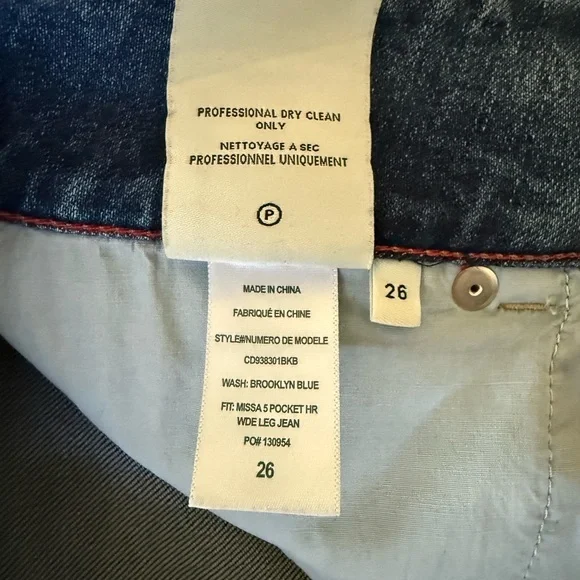 PROFESSIONAL DRY CLEAN
ONLY
NETTOYAGE A SEC
PROFESSIONNEL UNIQUEMENT
P
MADE IN CHINA
FABRIQUÉ EN CHINE
STYLE#/NUMERO DE MODELE
CD938301BKB
WASH: BROOKLYN BLUE
FIT: MISSA 5 POCKET HR
WDE LEG JEAN
PO# 130954
26
26